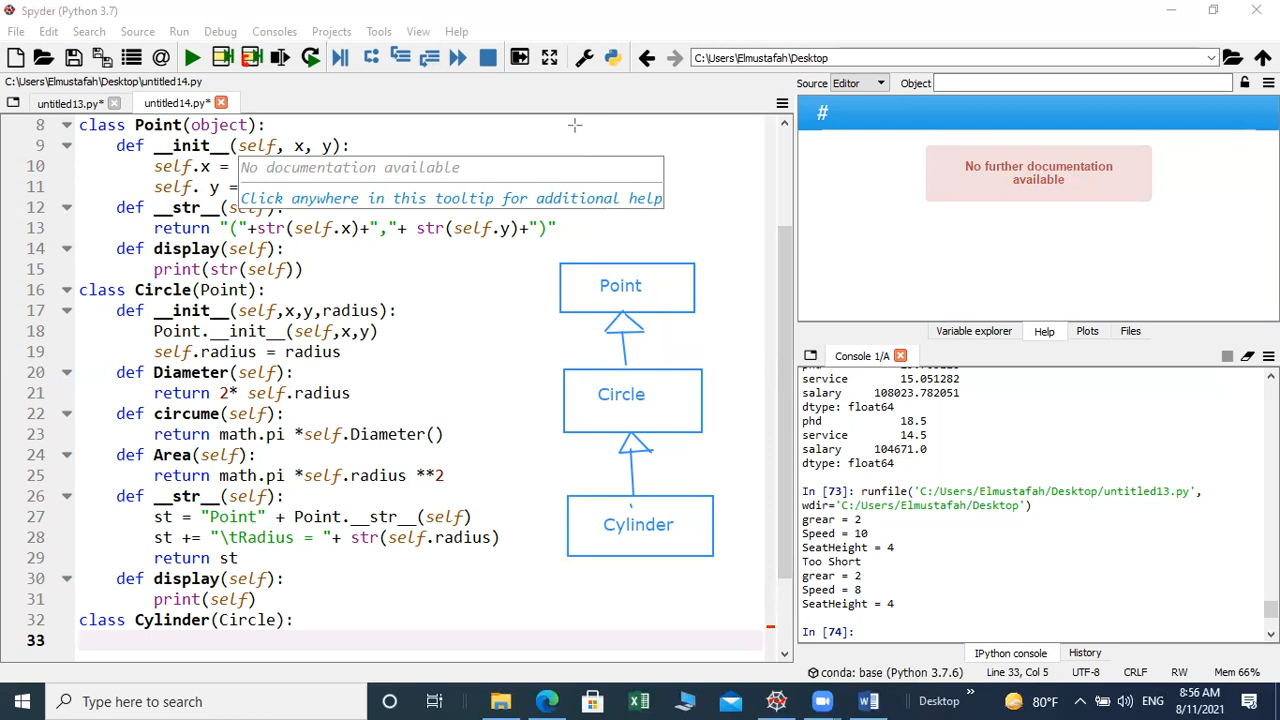 Spyder (Python 3.7)
File Edit Search Source Run Debug Consoles Projects Tools View Help
C:\Users\Elmustafah\Desktop
C:\Users\Elmustafah\Desktop\untitled14.py
untitled13.py*
untitled14.py*
8 class Point(object):
9 def __init__(self, x, y):
10 self.x =
11 self. y =
No documentation available
Click anywhere in this tooltip for additional help
12 def __str__(self):
13 return "("+str(self.x)+","+ str(self.y)+")"
14 def display(self):
15 print(str(self))
16 class Circle(Point):
17 def __init__(self,x,y,radius):
18 Point.__init__(self,x,y)
19 self.radius = radius
20 def Diameter(self):
21 return 2* self.radius
22 def circume(self):
23 return math.pi *self.Diameter()
24 def Area(self):
25 return math.pi *self.radius **2
26 def __str__(self):
27 st = "Point" + Point.__str__(self)
28 st += "\tRadius = "+ str(self.radius)
29 return st
30 def display(self):
31 print(self)
32 class Cylinder(Circle):
33
Point
Circle
Cylinder
Source Editor Object
#
No further documentation
available
Variable explorer Help Plots Files
Console 1/A
service 15.051282
salary 108023.782051
dtype: float64
phd 18.5
service 14.5
salary 104671.0
dtype: float64
In [73]: runfile('C:/Users/Elmustafah/Desktop/untitled13.py',
wdir='C:/Users/Elmustafah/Desktop')
grear = 2
Speed = 10
SeatHeight = 4
Too Short
grear = 2
Speed = 8
SeatHeight = 4
In [74]:
IPython console History
conda: base (Python 3.7.6) Line 33, Col 5 UTF-8 CRLF RW Mem 66%
Type here to search
Desktop
80°F
ENG
8:56 AM
8/11/2021